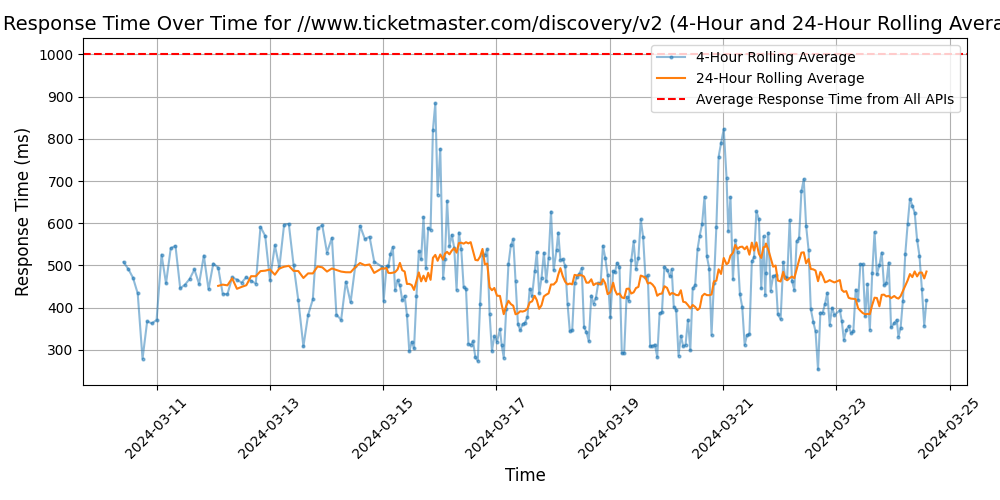 Response Time Over Time for //www.ticketmaster.com/discovery/v2 (4-Hour and 24-Hour Rolling Avera
4-Hour Rolling Average
24-Hour Rolling Average
Average Response Time from All APIs
Response Time (ms)
1000
900
800
700
600
500
400
300
2024-03-11
2024-03-13
2024-03-15
2024-03-17
2024-03-19
2024-03-21
2024-03-23
2024-03-25
Time